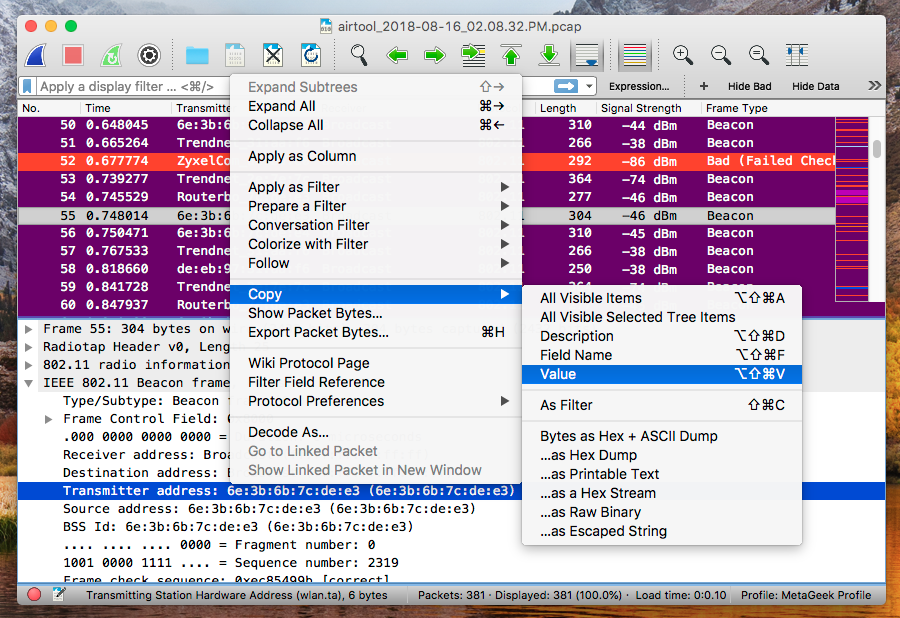 airtool_2018-08-16_02.08.32.PM.pcap
Apply a display filter ... <⌘/>
Expression...
+
Hide Bad
Hide Data
»
No. Time Transmitte Length Signal Strength Frame Type
50 0.648045 6e:3b:6 310 −44 dBm Beacon
51 0.665264 Trendne 266 −38 dBm Beacon
52 0.677774 ZyxelCo 292 −86 dBm Bad (Failed Chec
53 0.739277 Trendne 364 −74 dBm Beacon
54 0.745529 Routerb 277 −46 dBm Beacon
55 0.748014 6e:3b:6 304 −46 dBm Beacon
56 0.750471 6e:3b:6 310 −45 dBm Beacon
57 0.767533 Trendne 266 −38 dBm Beacon
58 0.818660 de:eb:9 250 −38 dBm Beacon
59 0.841728 Trendne
60 0.847937 Routerb
Expand Subtrees ⇧→
Expand All ⌘→
Collapse All ⌘←
Apply as Column
Apply as Filter
Prepare a Filter
Conversation Filter
Colorize with Filter
Follow
Copy
Show Packet Bytes...
Export Packet Bytes... ⌘H
Wiki Protocol Page
Filter Field Reference
Protocol Preferences
Decode As...
Go to Linked Packet
Show Linked Packet in New Window
All Visible Items ⌥⇧⌘A
All Visible Selected Tree Items
Description ⌥⇧⌘D
Field Name ⌥⇧⌘F
Value ⌥⇧⌘V
As Filter ⇧⌘C
Bytes as Hex + ASCII Dump
...as Hex Dump
...as Printable Text
...as a Hex Stream
...as Raw Binary
...as Escaped String
Frame 55: 304 bytes on w
Radiotap Header v0, Leng
802.11 radio information
IEEE 802.11 Beacon frame
Type/Subtype: Beacon
Frame Control Field:
.000 0000 0000 0000 =
Receiver address: Broa
Destination address:
Transmitter address: 6e:3b:6b:7c:de:e3 (6e:3b:6b:7c:de:e3)
Source address: 6e:3b:6b:7c:de:e3 (6e:3b:6b:7c:de:e3)
BSS Id: 6e:3b:6b:7c:de:e3 (6e:3b:6b:7c:de:e3)
.... .... .... 0000 = Fragment number: 0
1001 0000 1111 .... = Sequence number: 2319
Frame check sequence: 0xec85499b [correct]
Transmitting Station Hardware Address (wlan.ta), 6 bytes
Packets: 381 · Displayed: 381 (100.0%) · Load time: 0:0.10
Profile: MetaGeek Profile